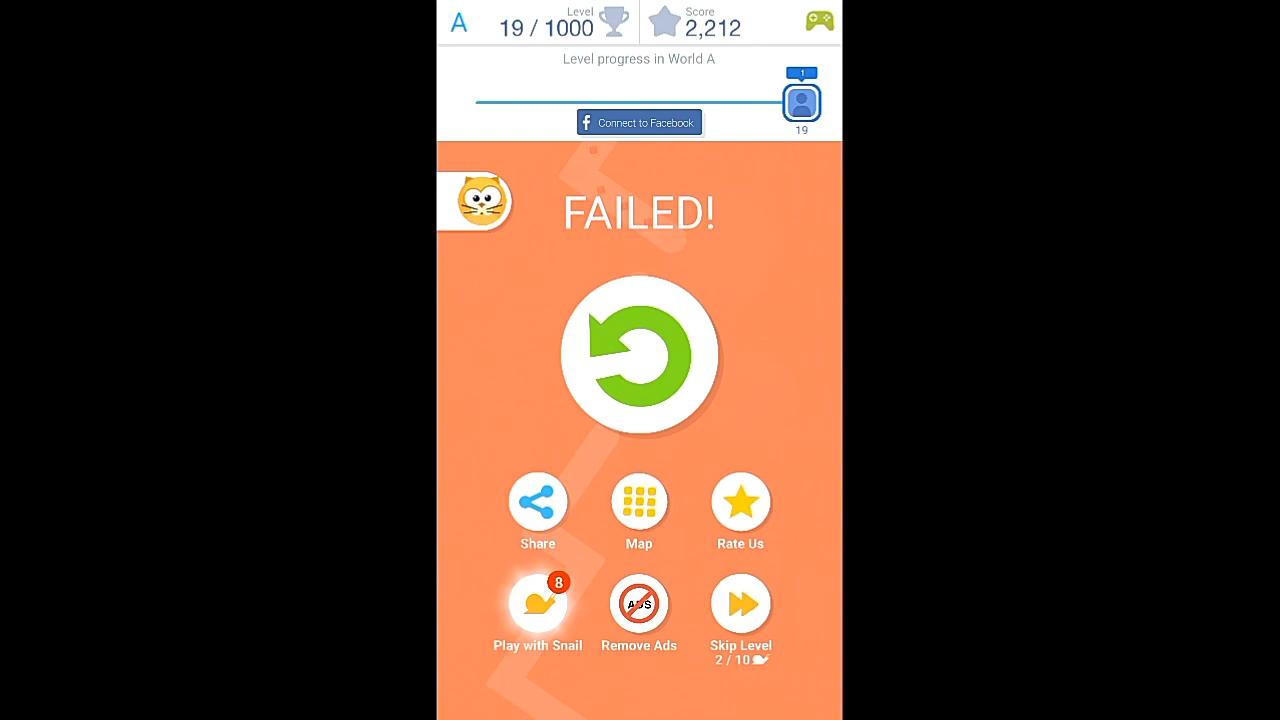 A
Level
19 / 1000
Score
2,212
Level progress in World A
1
f Connect to Facebook
19
FAILED!
Share
Map
Rate Us
8
ADS
Play with Snail
Remove Ads
Skip Level
2 / 10